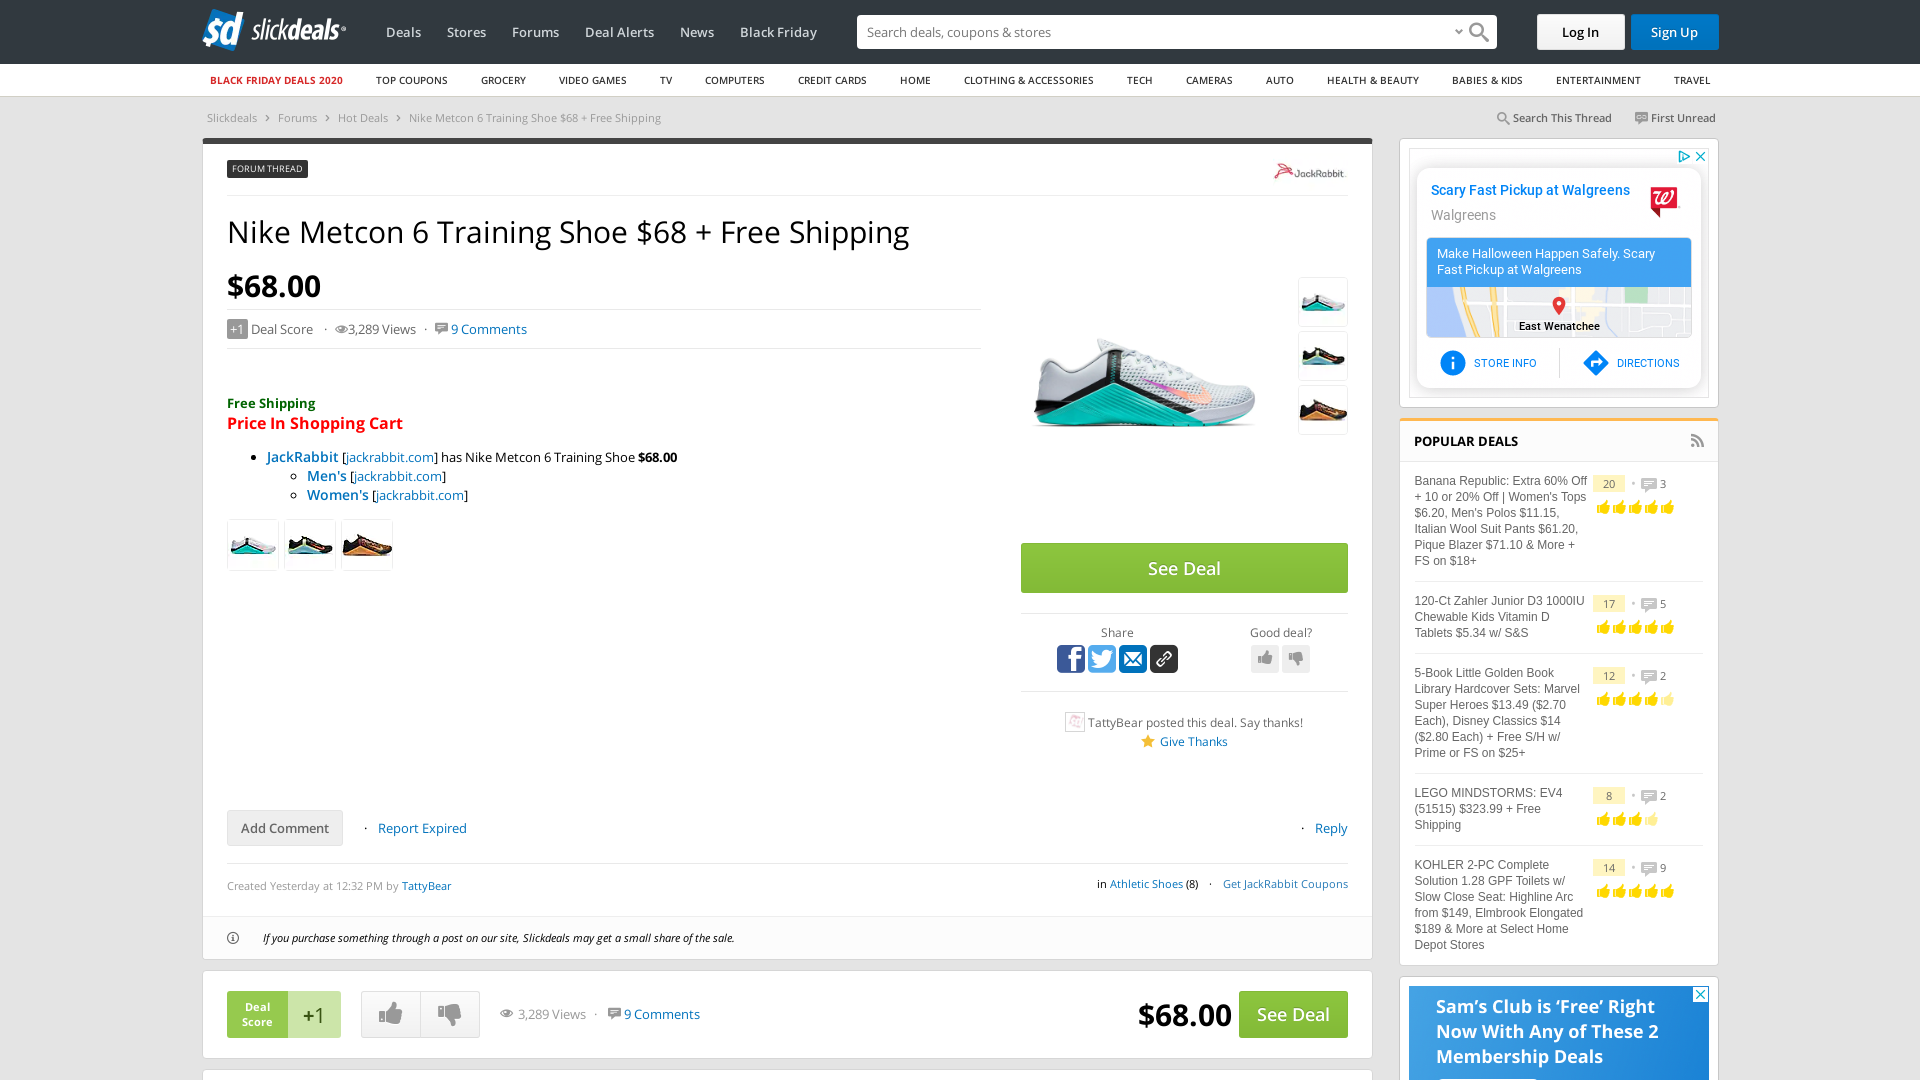 slickdeals
Deals
Stores
Forums
Deal Alerts
News
Black Friday
Search deals, coupons & stores
Log In
Sign Up
BLACK FRIDAY DEALS 2020
TOP COUPONS
GROCERY
VIDEO GAMES
TV
COMPUTERS
CREDIT CARDS
HOME
CLOTHING & ACCESSORIES
TECH
CAMERAS
AUTO
HEALTH & BEAUTY
BABIES & KIDS
ENTERTAINMENT
TRAVEL
Slickdeals > Forums > Hot Deals > Nike Metcon 6 Training Shoe $68 + Free Shipping
Search This Thread
First Unread
FORUM THREAD
JackRabbit.
Nike Metcon 6 Training Shoe $68 + Free Shipping
$68.00
+1 Deal Score · 3,289 Views · 9 Comments
Free Shipping
Price In Shopping Cart
JackRabbit [jackrabbit.com] has Nike Metcon 6 Training Shoe $68.00
Men's [jackrabbit.com]
Women's [jackrabbit.com]
See Deal
Share
Good deal?
TattyBear posted this deal. Say thanks!
Give Thanks
Add Comment
· Report Expired
· Reply
Created Yesterday at 12:32 PM by TattyBear
in Athletic Shoes (8) · Get JackRabbit Coupons
If you purchase something through a post on our site, Slickdeals may get a small share of the sale.
Deal
Score
+1
3,289 Views · 9 Comments
$68.00
See Deal
Scary Fast Pickup at Walgreens
Walgreens
Make Halloween Happen Safely. Scary
Fast Pickup at Walgreens
East Wenatchee
STORE INFO
DIRECTIONS
POPULAR DEALS
Banana Republic: Extra 60% Off
+ 10 or 20% Off | Women's Tops
$6.20, Men's Polos $11.15,
Italian Wool Suit Pants $61.20,
Pique Blazer $71.10 & More +
FS on $18+
20 · 3
120-Ct Zahler Junior D3 1000IU
Chewable Kids Vitamin D
Tablets $5.34 w/ S&S
17 · 5
5-Book Little Golden Book
Library Hardcover Sets: Marvel
Super Heroes $13.49 ($2.70
Each), Disney Classics $14
($2.80 Each) + Free S/H w/
Prime or FS on $25+
12 · 2
LEGO MINDSTORMS: EV4
(51515) $323.99 + Free
Shipping
8 · 2
KOHLER 2-PC Complete
Solution 1.28 GPF Toilets w/
Slow Close Seat: Highline Arc
from $149, Elmbrook Elongated
$189 & More at Select Home
Depot Stores
14 · 9
Sam's Club is ‘Free’ Right
Now With Any of These 2
Membership Deals